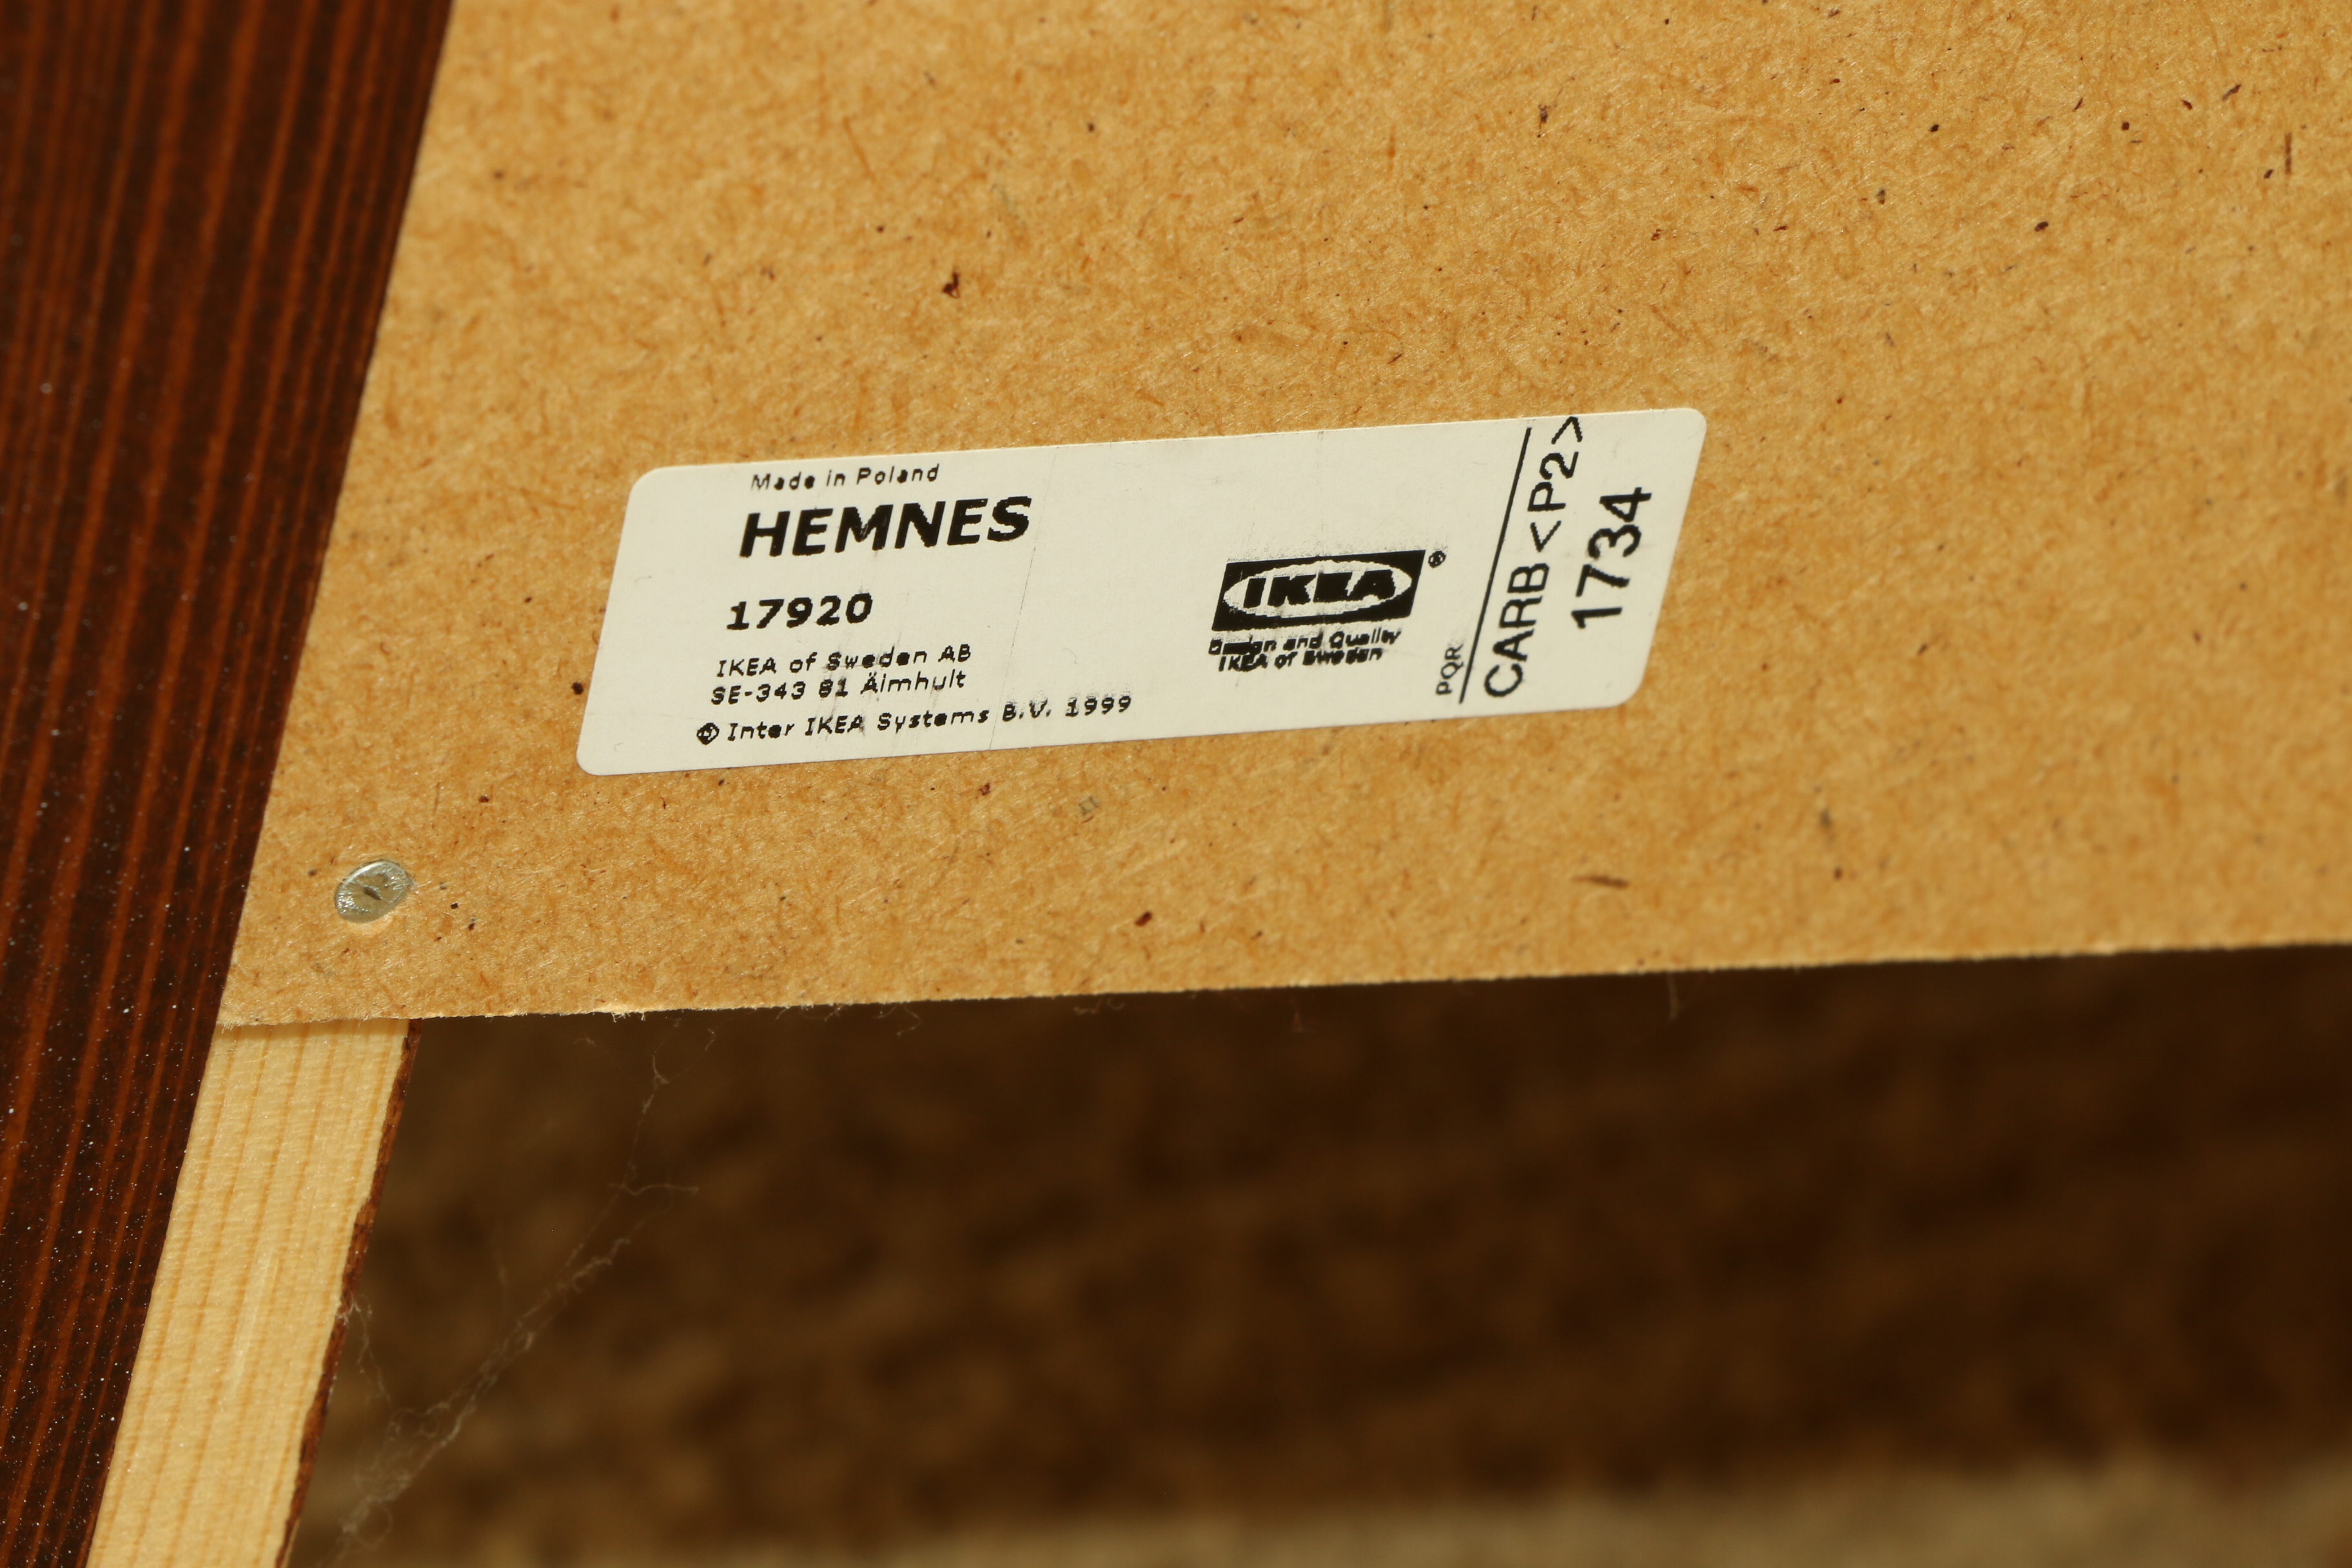 Made in Poland
HEMNES
17920
IKEA of Sweden AB
SE-343 81 Älmhult
© Inter IKEA Systems B.V. 1999
IKEA®
Design and Quality
IKEA of Sweden
PQR
CARB<P2>
1734